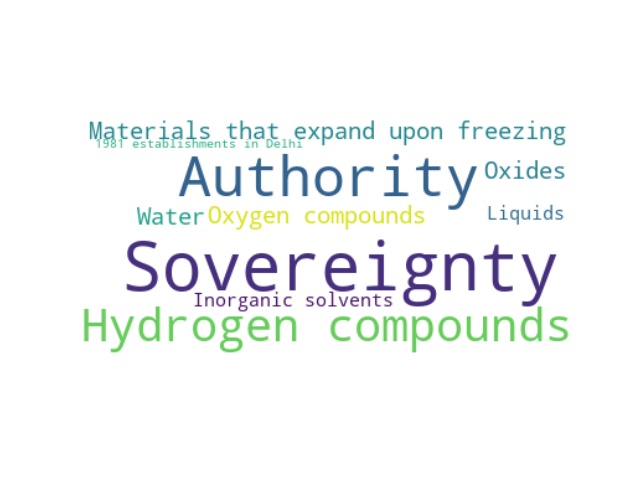 Materials that expand upon freezing
1981 establishments in Delhi
Authority
Oxides
Water
Oxygen compounds
Liquids
Sovereignty
Inorganic solvents
Hydrogen compounds